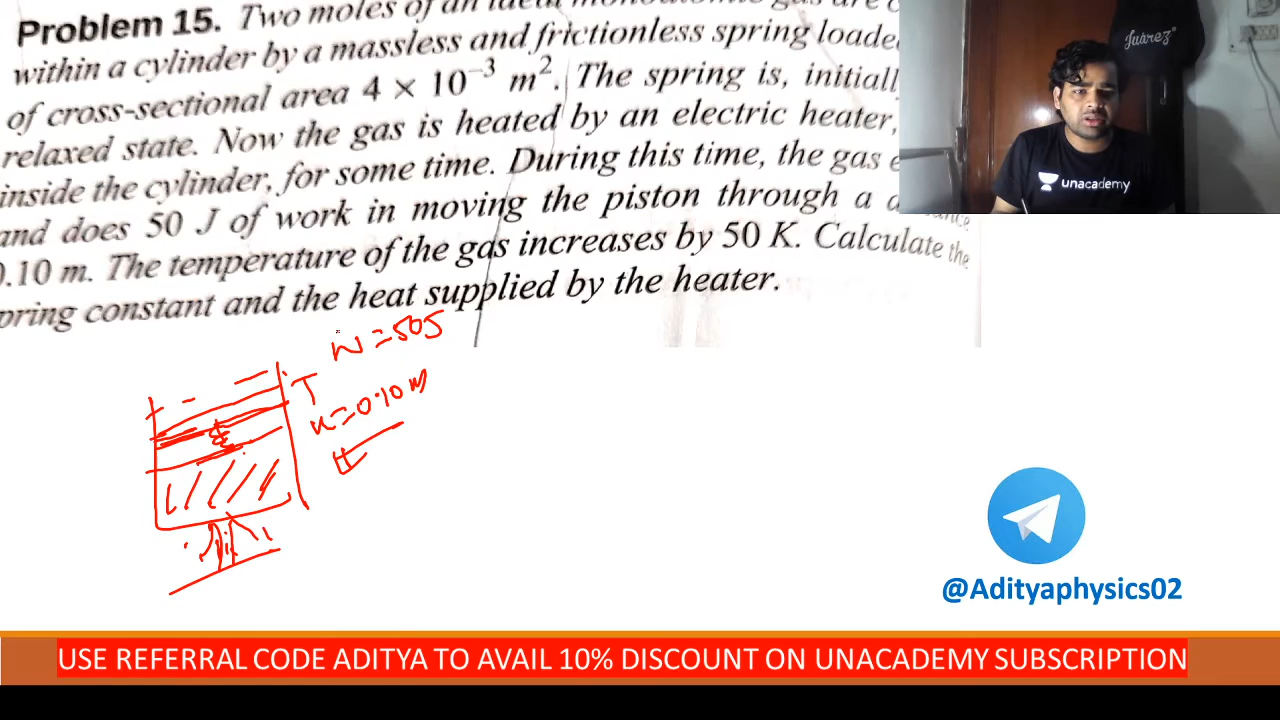 Problem 15. Two moles of an ideal monoatomic gas are
within a cylinder by a massless and frictionless spring loade
of cross-sectional area 4 × 10⁻³ m². The spring is, initiall
relaxed state. Now the gas is heated by an electric heater,
inside the cylinder, for some time. During this time, the gas e
and does 50 J of work in moving the piston through a
0.10 m. The temperature of the gas increases by 50 K. Calculate the
pring constant and the heat supplied by the heater.
W = 50J
x = 0.10 m
Juárez
unacademy
@Adityaphysics02
USE REFERRAL CODE ADITYA TO AVAIL 10% DISCOUNT ON UNACADEMY SUBSCRIPTION